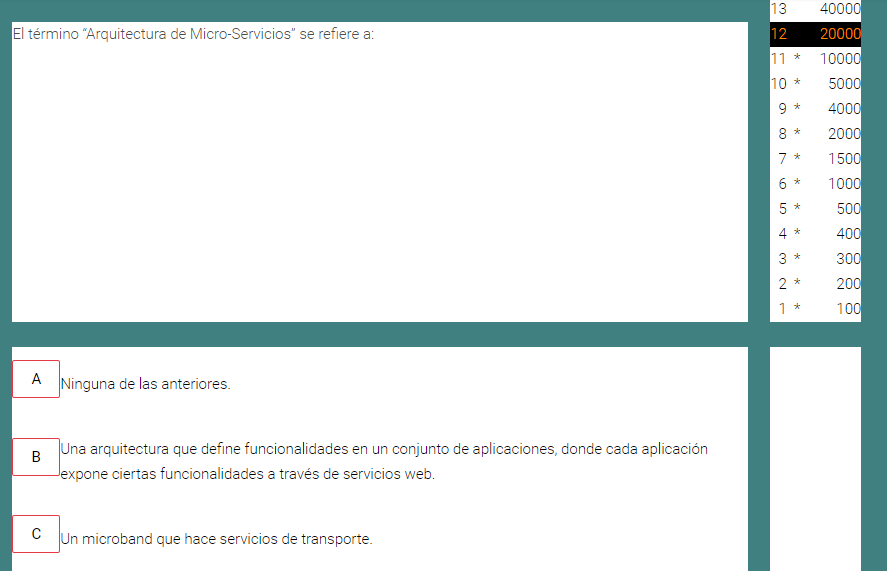 El término “Arquitectura de Micro-Servicios” se refiere a:
13 40000
12 20000
11 * 10000
10 * 5000
9 * 4000
8 * 2000
7 * 1500
6 * 1000
5 * 500
4 * 400
3 * 300
2 * 200
1 * 100
A Ninguna de las anteriores.
B Una arquitectura que define funcionalidades en un conjunto de aplicaciones, donde cada aplicación
expone ciertas funcionalidades a través de servicios web.
C Un microband que hace servicios de transporte.